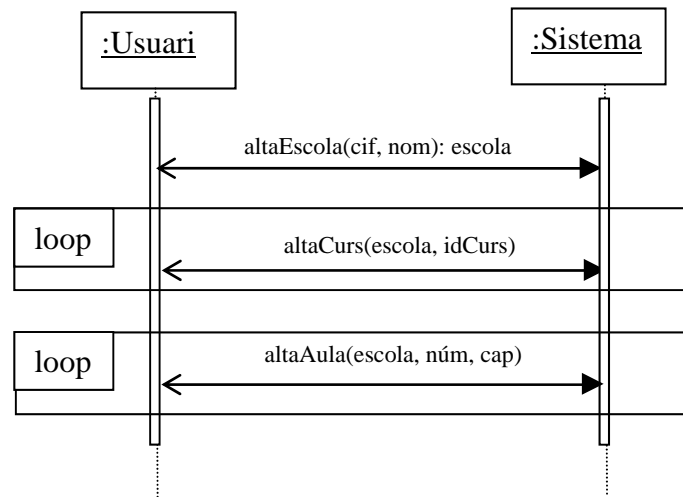 :Usuari
:Sistema
altaEscola(cif, nom): escola
loop
altaCurs(escola, idCurs)
loop
altaAula(escola, núm, cap)